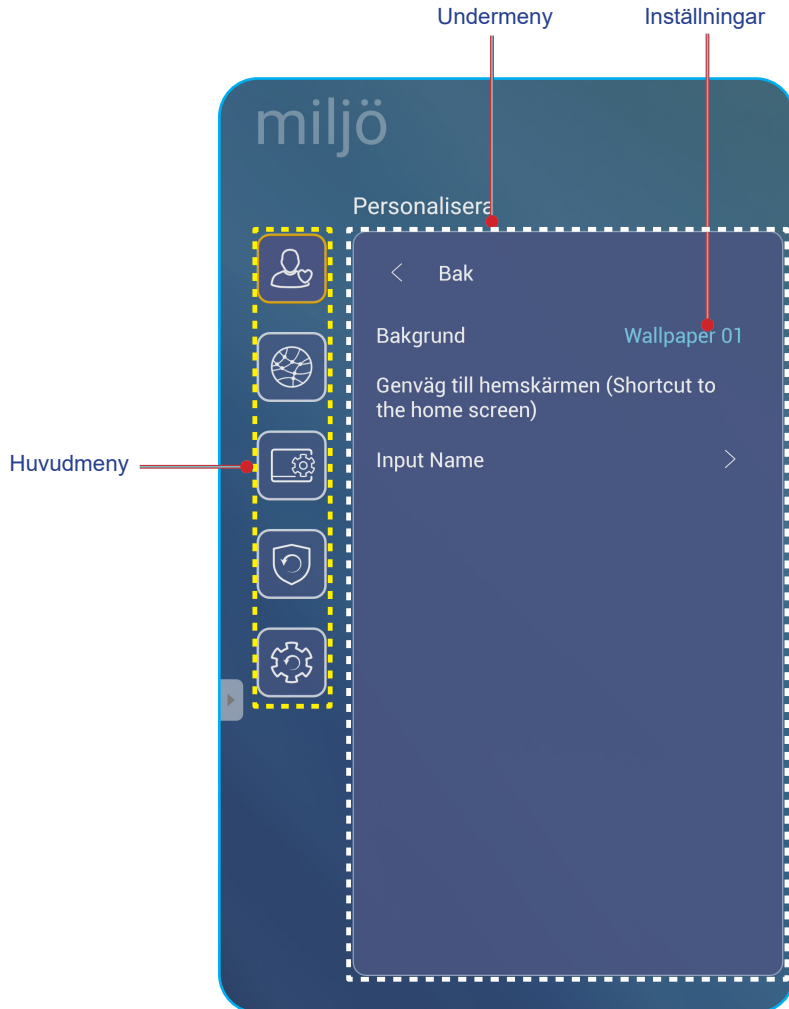 Undermeny
Inställningar
miljö
Personalisera
Bak
Bakgrund
Wallpaper 01
Genväg till hemskärmen (Shortcut to
the home screen)
Huvudmeny
Input Name